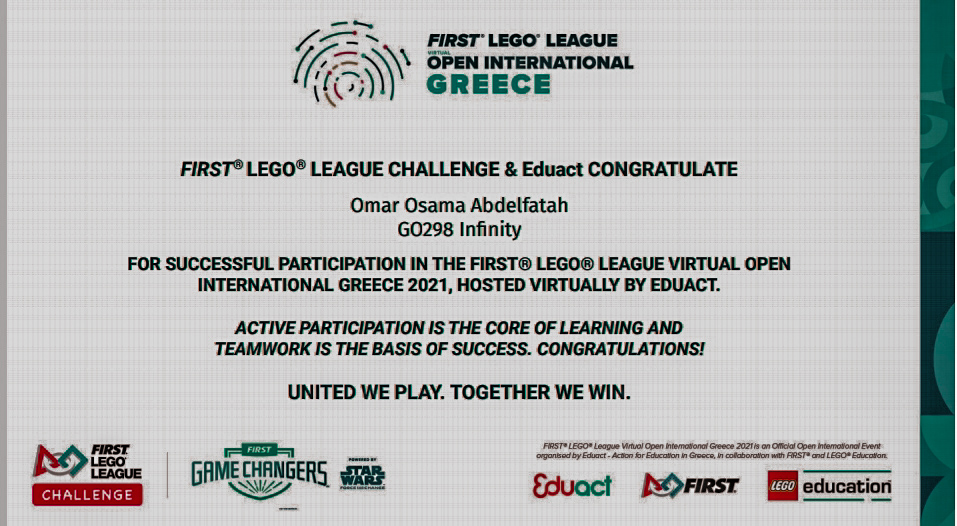 FIRST® LEGO® LEAGUE
VIRTUAL
OPEN INTERNATIONAL
GREECE
FIRST® LEGO® LEAGUE CHALLENGE & Eduact CONGRATULATE
Omar Osama Abdelfatah
GO298 Infinity
FOR SUCCESSFUL PARTICIPATION IN THE FIRST® LEGO® LEAGUE VIRTUAL OPEN
INTERNATIONAL GREECE 2021, HOSTED VIRTUALLY BY EDUACT.
ACTIVE PARTICIPATION IS THE CORE OF LEARNING AND
TEAMWORK IS THE BASIS OF SUCCESS. CONGRATULATIONS!
UNITED WE PLAY. TOGETHER WE WIN.
FIRST® LEGO® League Virtual Open International Greece 2021 is an Official Open International Event
organised by Eduact - Action for Education in Greece, in collaboration with FIRST® and LEGO® Education.
FIRST
LEGO
LEAGUE
CHALLENGE
FIRST
GAME CHANGERS
POWERED BY
STAR
WARS
FORCE FOR CHANGE
Eduact
FIRST
LEGO education